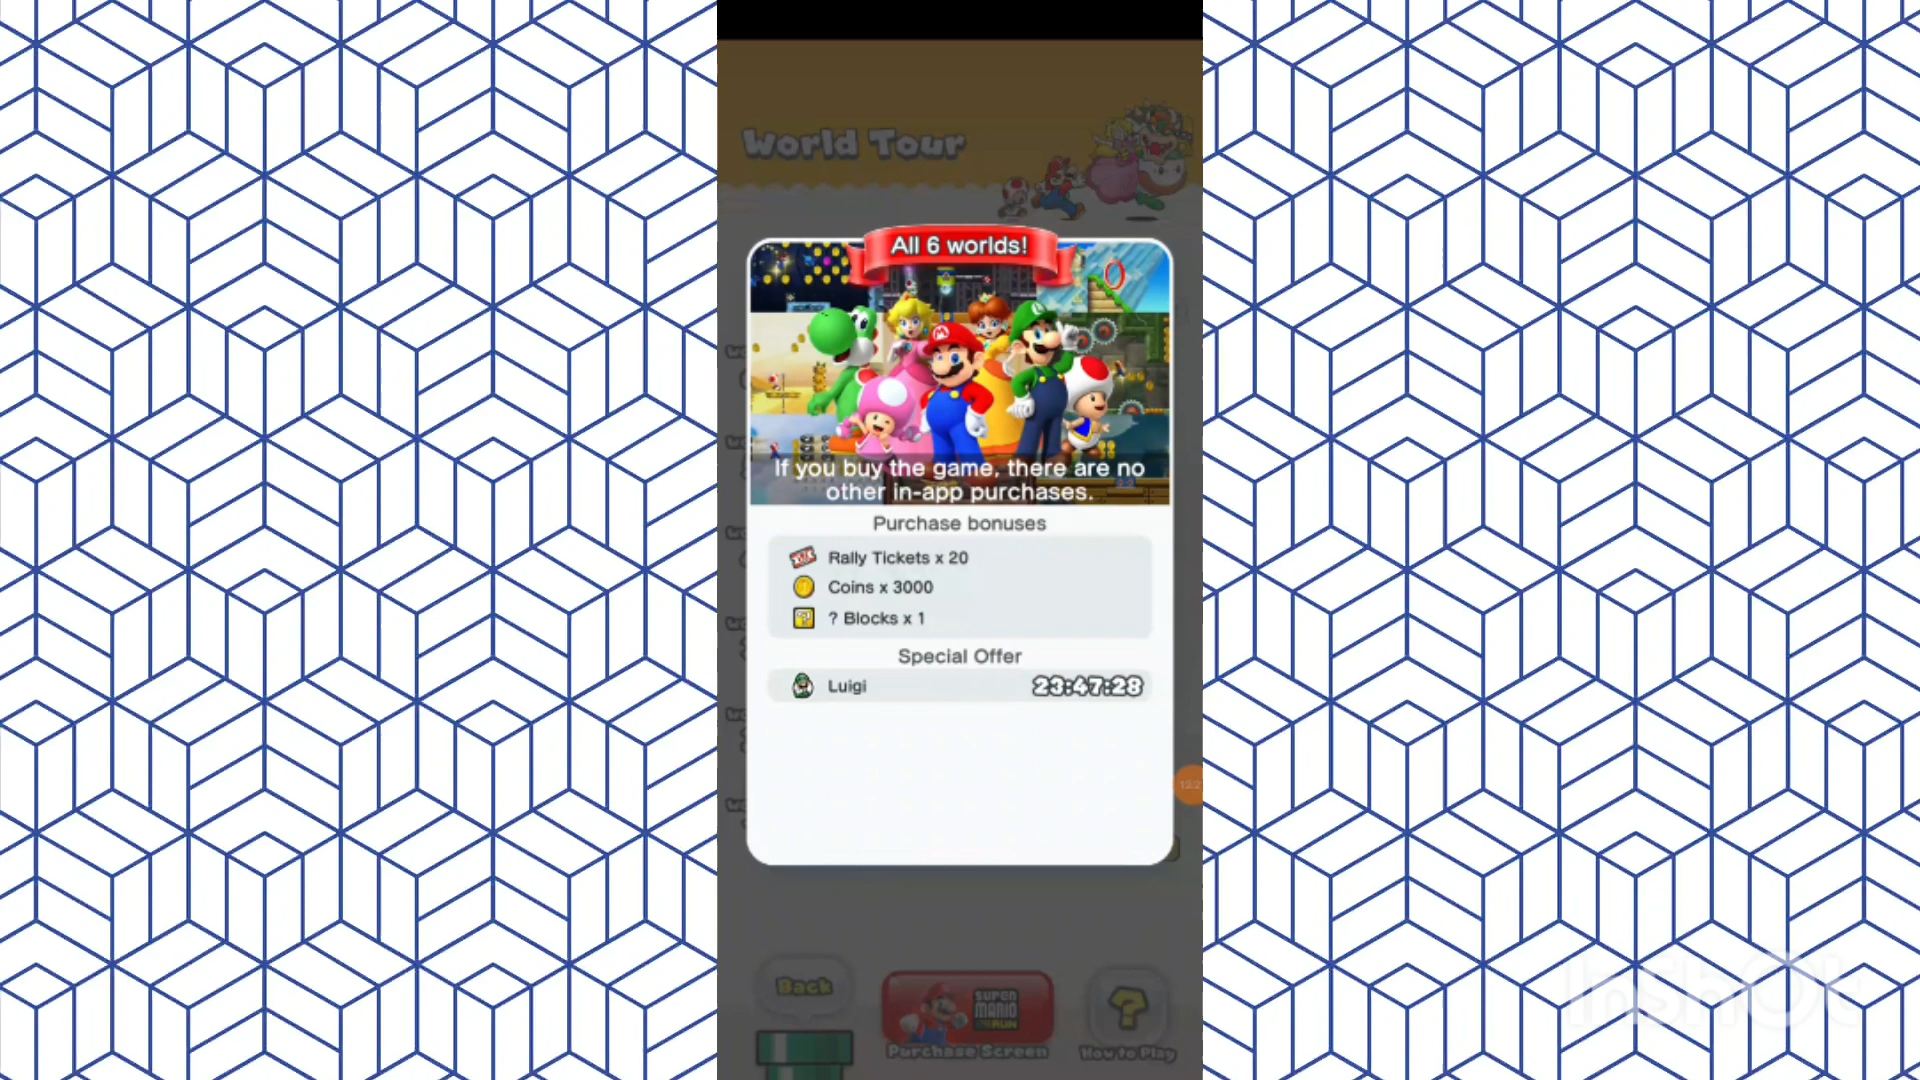 World Tour
All 6 worlds!
If you buy the game, there are no
other in-app purchases.
Purchase bonuses
Rally Tickets x 20
Coins x 3000
? Blocks x 1
Special Offer
Luigi 23:47:28
Back
SUPER
MARIO
RUN
Purchase Screen
How to Play
InShOt